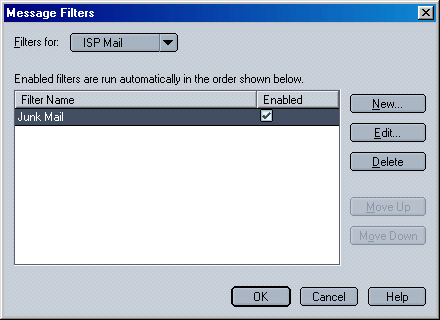 Message Filters
Filters for: ISP Mail
Enabled filters are run automatically in the order shown below.
Filter Name Enabled
Junk Mail
New...
Edit...
Delete
Move Up
Move Down
OK Cancel Help